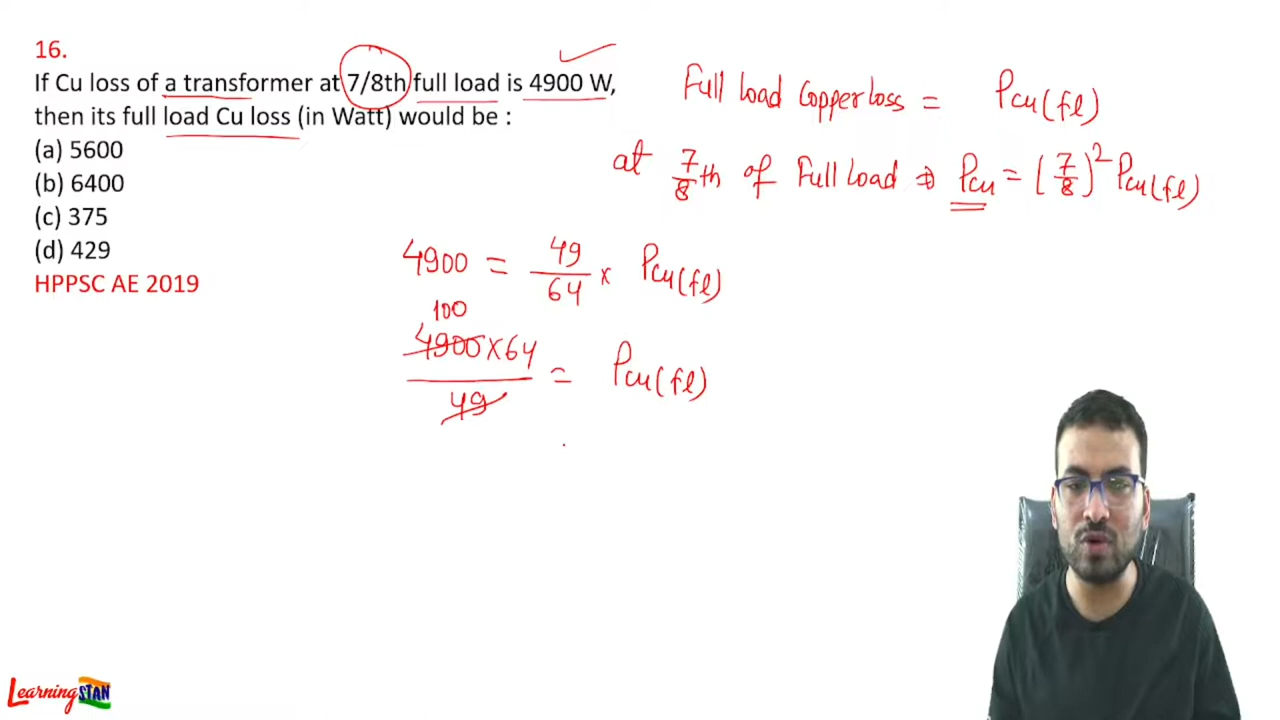 16.
If Cu loss of a transformer at 7/8th full load is 4900 W,
then its full load Cu loss (in Watt) would be :
(a) 5600
(b) 6400
(c) 375
(d) 429
HPPSC AE 2019
Full load Copper loss = Pcu(fl)
at 7/8 th of Full Load ⇒ Pcu = (7/8)² Pcu(fl)
4900 = 49/64 × Pcu(fl)
100
4900×64/49 = Pcu(fl)
LearningSTAN